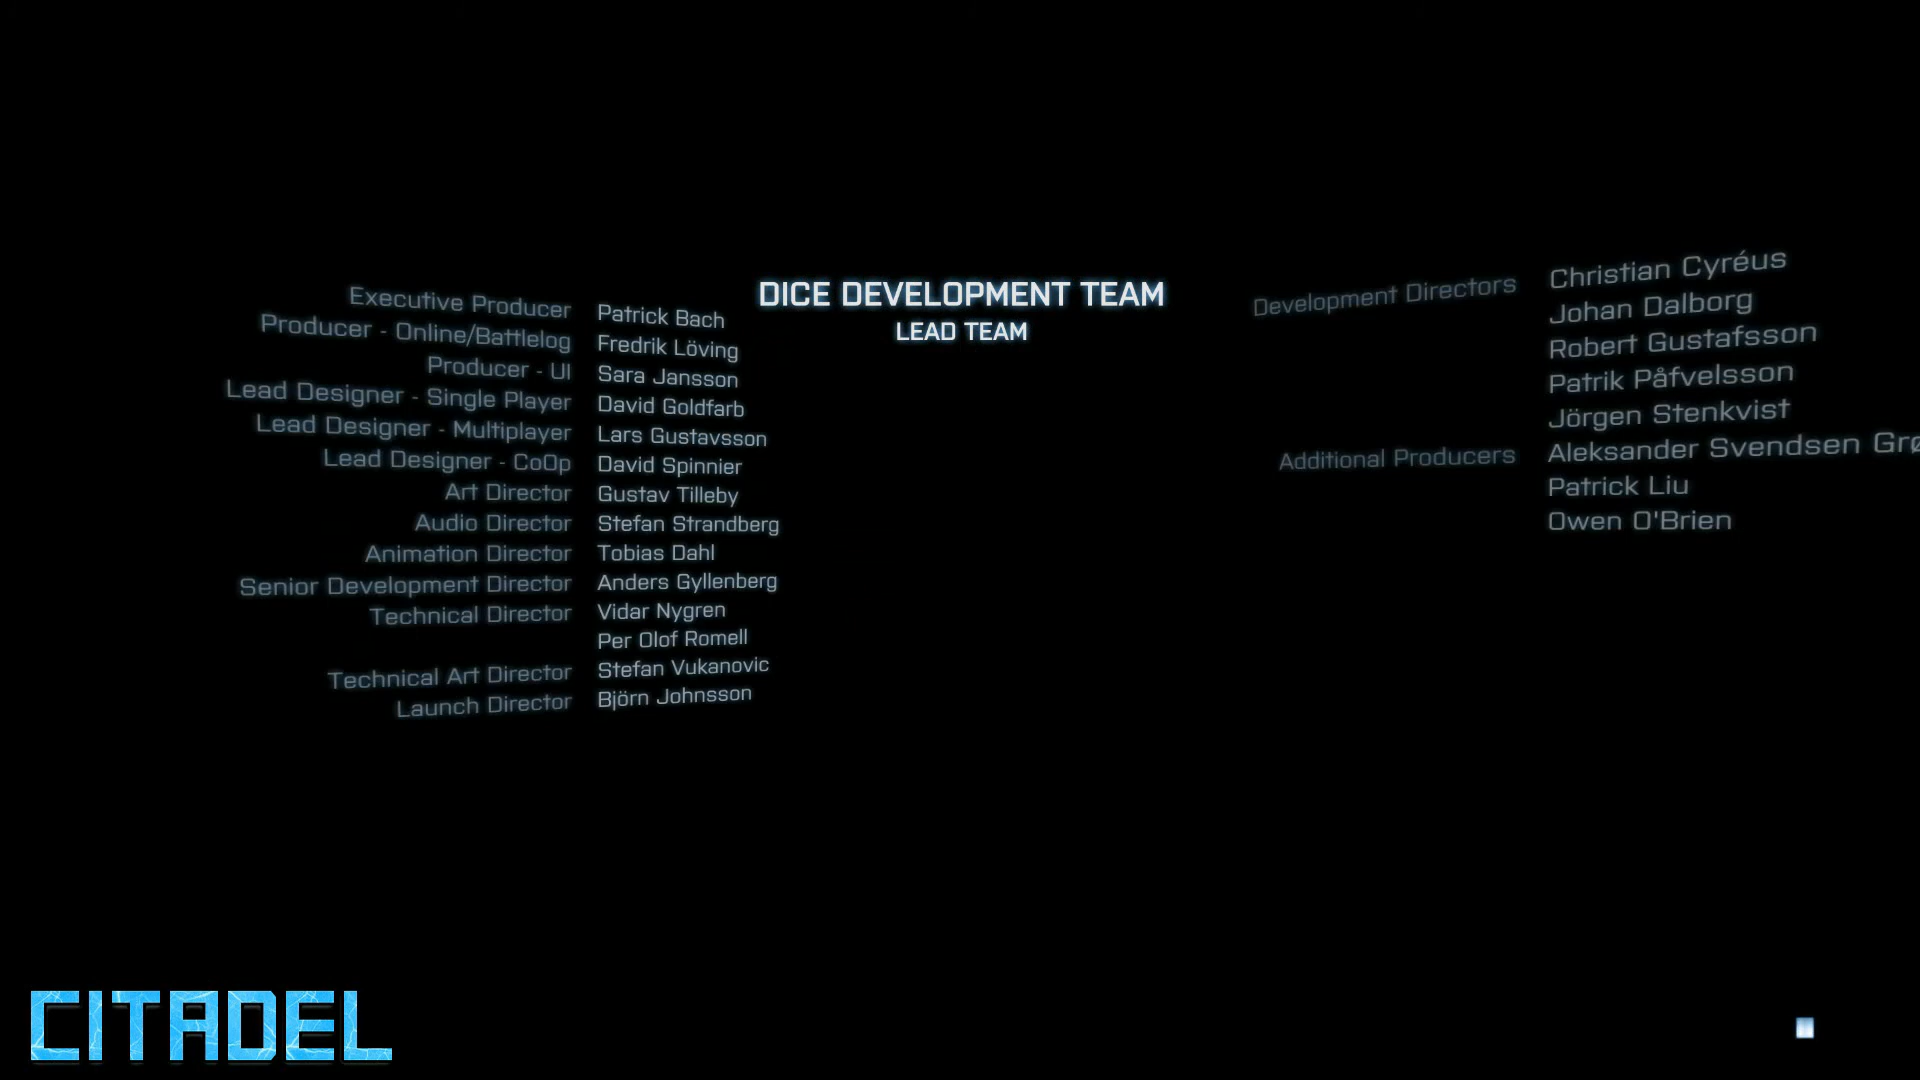 DICE DEVELOPMENT TEAM
LEAD TEAM
Executive Producer Patrick Bach
Producer - Online/Battlelog Fredrik Löving
Producer - UI Sara Jansson
Lead Designer - Single Player David Goldfarb
Lead Designer - Multiplayer Lars Gustavsson
Lead Designer - CoOp David Spinnier
Art Director Gustav Tilleby
Audio Director Stefan Strandberg
Animation Director Tobias Dahl
Senior Development Director Anders Gyllenberg
Technical Director Vidar Nygren
Per Olof Romell
Technical Art Director Stefan Vukanovic
Launch Director Björn Johnsson
Development Directors Christian Cyréus
Johan Dalborg
Robert Gustafsson
Patrik Påfvelsson
Jörgen Stenkvist
Additional Producers Aleksander Svendsen
Patrick Liu
Owen O'Brien
CITADEL